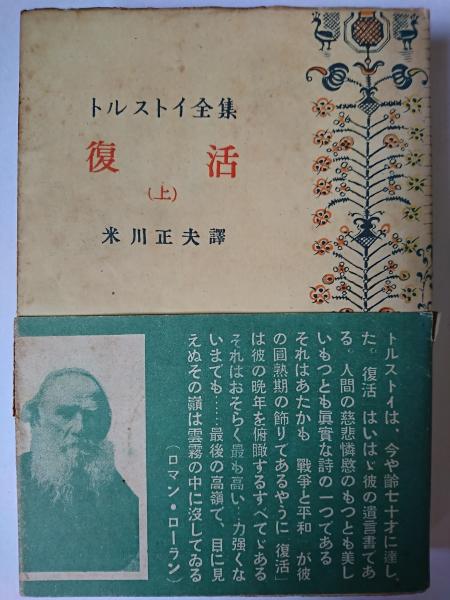 トルストイ全集
復活
(上)
米川正夫譯
トルストイは、今や齢七十才に達し
た。復活 はいはゞ彼の遺言書であ
る。人間の慈悲憐愍のもつとも美し
いもつとも眞實な詩の一つである
それはあたかも 戰爭と平和 が彼
の圓熟期の飾りであるやうに「復活」
は彼の晩年を俯瞰するすべてゞある
それはおそらく最も高い…力強くな
いまでも……最後の高嶺で、目に見
えぬその嶺は雲霧の中に沒してゐる
(ロマン・ローラン)